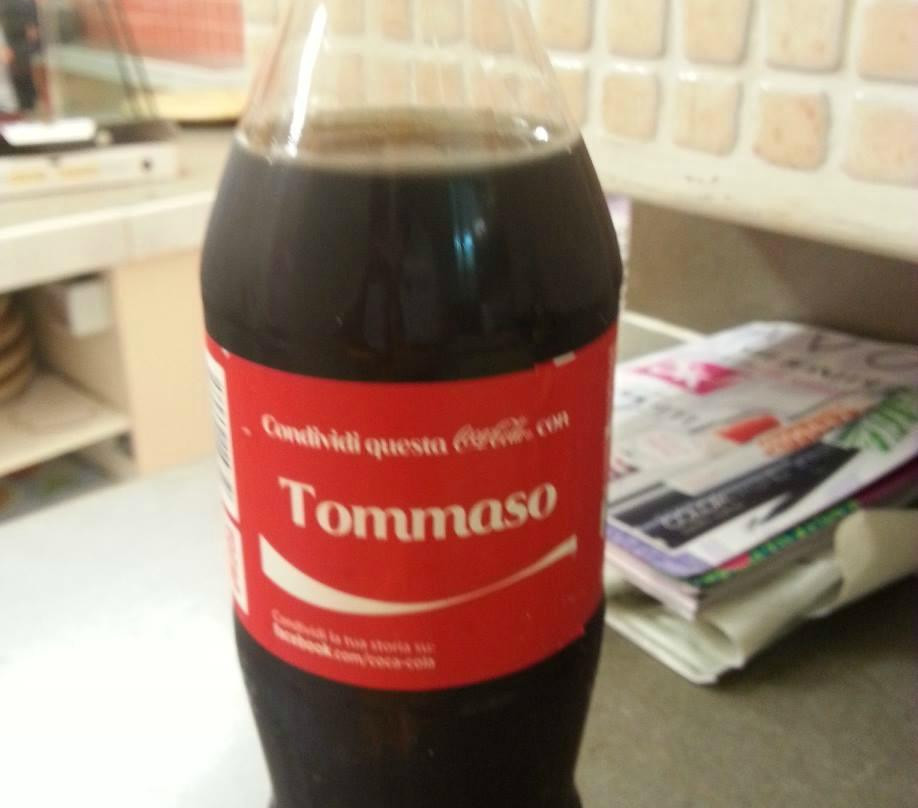 Condividi questa Coca-Cola con
Tommaso
Condividi la tua storia su:
facebook.com/coca-cola